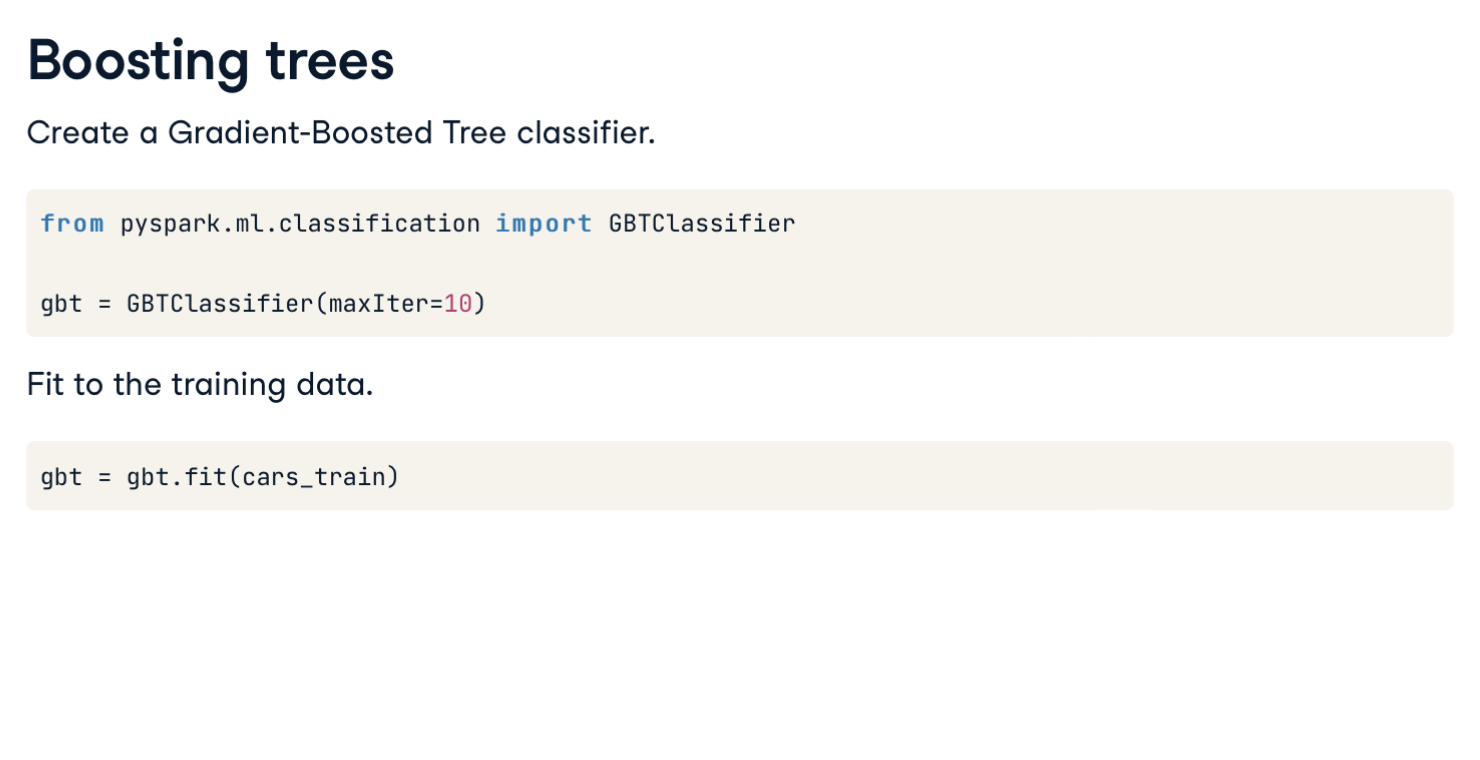 Boosting trees
Create a Gradient-Boosted Tree classifier.
from pyspark.ml.classification import GBTClassifier
gbt = GBTClassifier(maxIter=10)
Fit to the training data.
gbt = gbt.fit(cars_train)